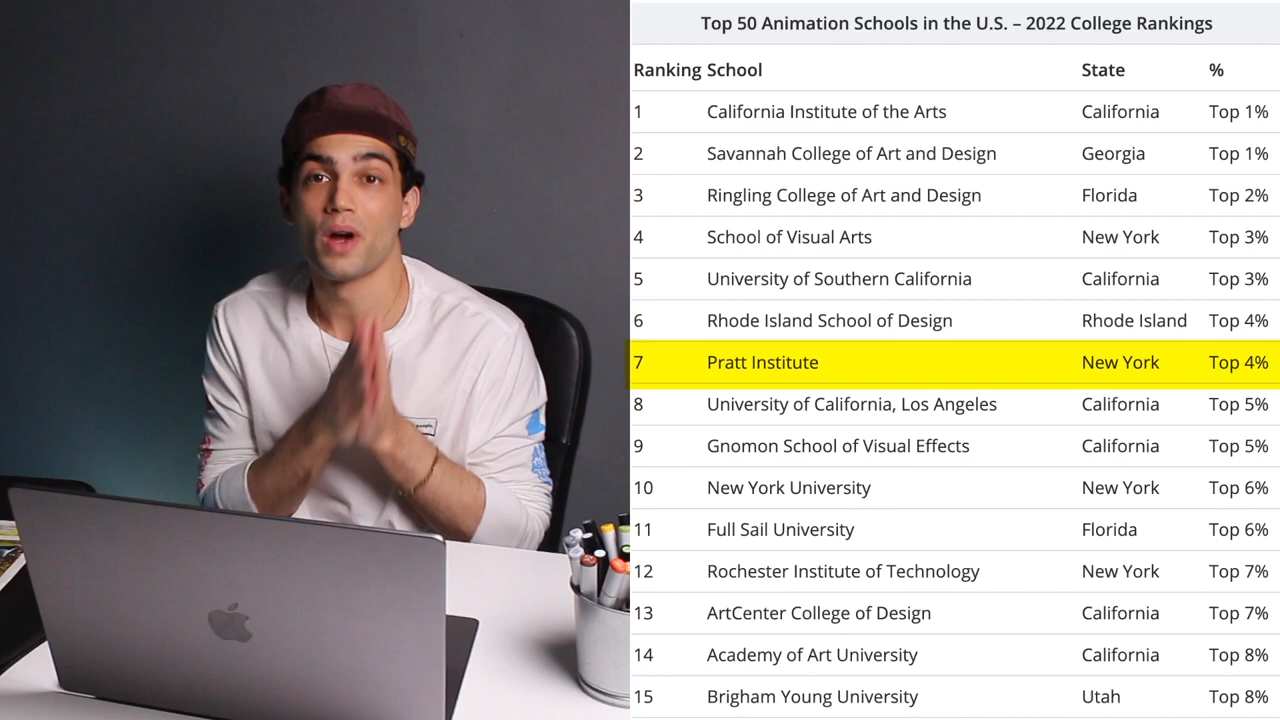 Top 50 Animation Schools in the U.S. – 2022 College Rankings
Ranking School State %
1 California Institute of the Arts California Top 1%
2 Savannah College of Art and Design Georgia Top 1%
3 Ringling College of Art and Design Florida Top 2%
4 School of Visual Arts New York Top 3%
5 University of Southern California California Top 3%
6 Rhode Island School of Design Rhode Island Top 4%
7 Pratt Institute New York Top 4%
8 University of California, Los Angeles California Top 5%
9 Gnomon School of Visual Effects California Top 5%
10 New York University New York Top 6%
11 Full Sail University Florida Top 6%
12 Rochester Institute of Technology New York Top 7%
13 ArtCenter College of Design California Top 7%
14 Academy of Art University California Top 8%
15 Brigham Young University Utah Top 8%